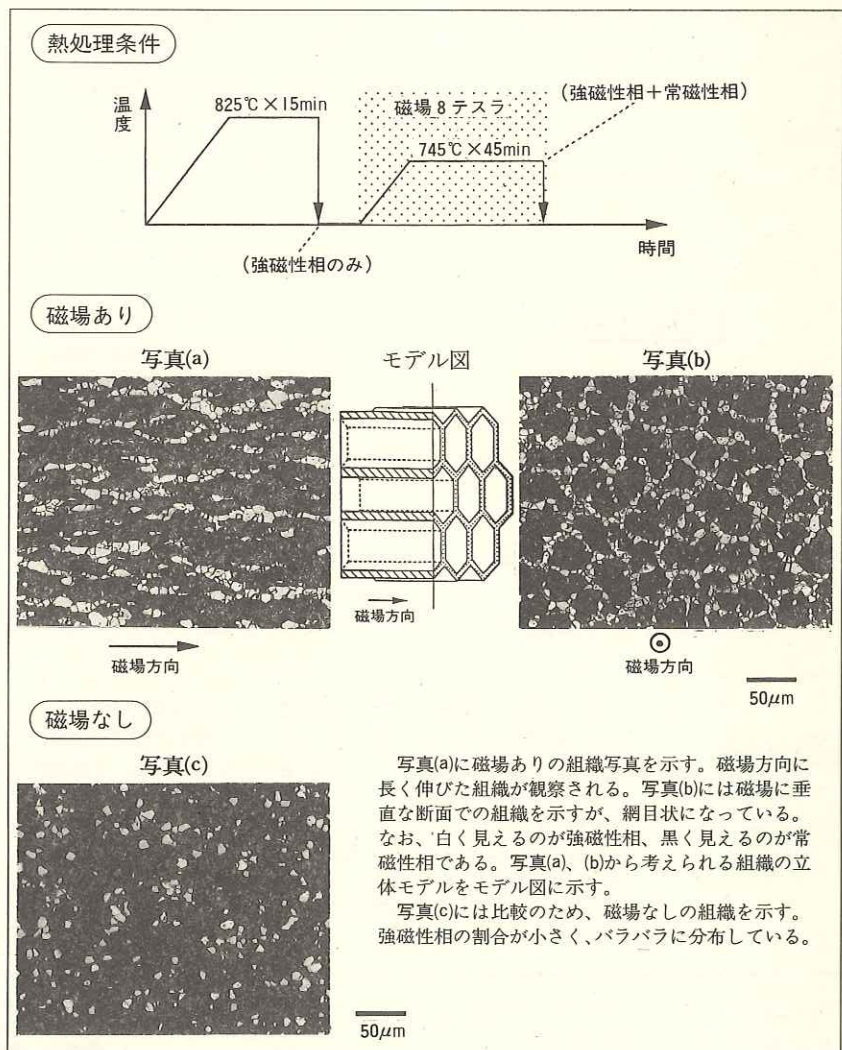 熱処理条件
温度
825℃×15min
磁場8テスラ
(強磁性相+常磁性相)
745℃×45min
時間
(強磁性相のみ)
磁場あり
写真(a)
モデル図
写真(b)
磁場方向
磁場方向
磁場方向
50μm
磁場なし
写真(c)
写真(a)に磁場ありの組織写真を示す。磁場方向に
長く伸びた組織が観察される。写真(b)には磁場に垂
直な断面での組織を示すが、網目状になっている。
なお、白く見えるのが強磁性相、黒く見えるのが常
磁性相である。写真(a)、(b)から考えられる組織の立
体モデルをモデル図に示す。
写真(c)には比較のため、磁場なしの組織を示す。
強磁性相の割合が小さく、バラバラに分布している。
50μm